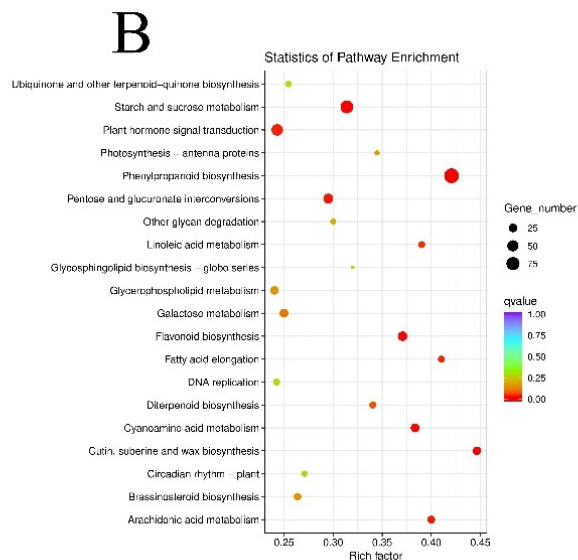 B
Statistics of Pathway Enrichment
Ubiquinone and other terpenoid-quinone biosynthesis
Starch and sucrose metabolism
Plant hormone signal transduction
Photosynthesis - antenna proteins
Phenylpropanoid biosynthesis
Pentose and glucuronate interconversions
Other glycan degradation
Linoleic acid metabolism
Glycosphingolipid biosynthesis - globo series
Glycerophospholipid metabolism
Galactose metabolism
Flavonoid biosynthesis
Fatty acid elongation
DNA replication
Diterpenoid biosynthesis
Cyanoamino acid metabolism
Cutin, suberine and wax biosynthesis
Circadian rhythm - plant
Brassinosteroid biosynthesis
Arachidonic acid metabolism
0.25 0.30 0.35 0.40 0.45
Rich factor
Gene_number
25
50
75
qvalue
1.00
0.75
0.50
0.25
0.00